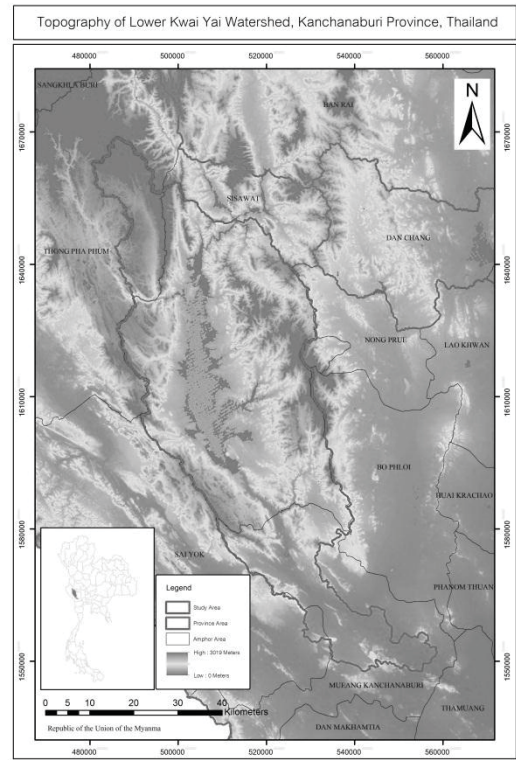 Topography of Lower Kwai Yai Watershed, Kanchanaburi Province, Thailand
480000 500000 520000 540000 560000
SANGKHLA BURI
BAN RAI
N
1670000 1670000
SISAWAT
DAN CHANG
THONG PHA PHUM
1640000 1640000
NONG PRUE
LAO KHWAN
1610000 1610000
BO PHLOI
HUAI KRACHAO
1580000 1580000
SAI YOK
PHANOM THUAN
Legend
Study Area
Province Area
Amphor Area
High : 3019 Meters
Low : 0 Meters
1550000 1550000
MUEANG KANCHANABURI
THAMUANG
0 5 10 20 30 40
Kilometers
DAN MAKHAMTIA
Republic of the Union of the Myanma
480000 500000 520000 540000 560000